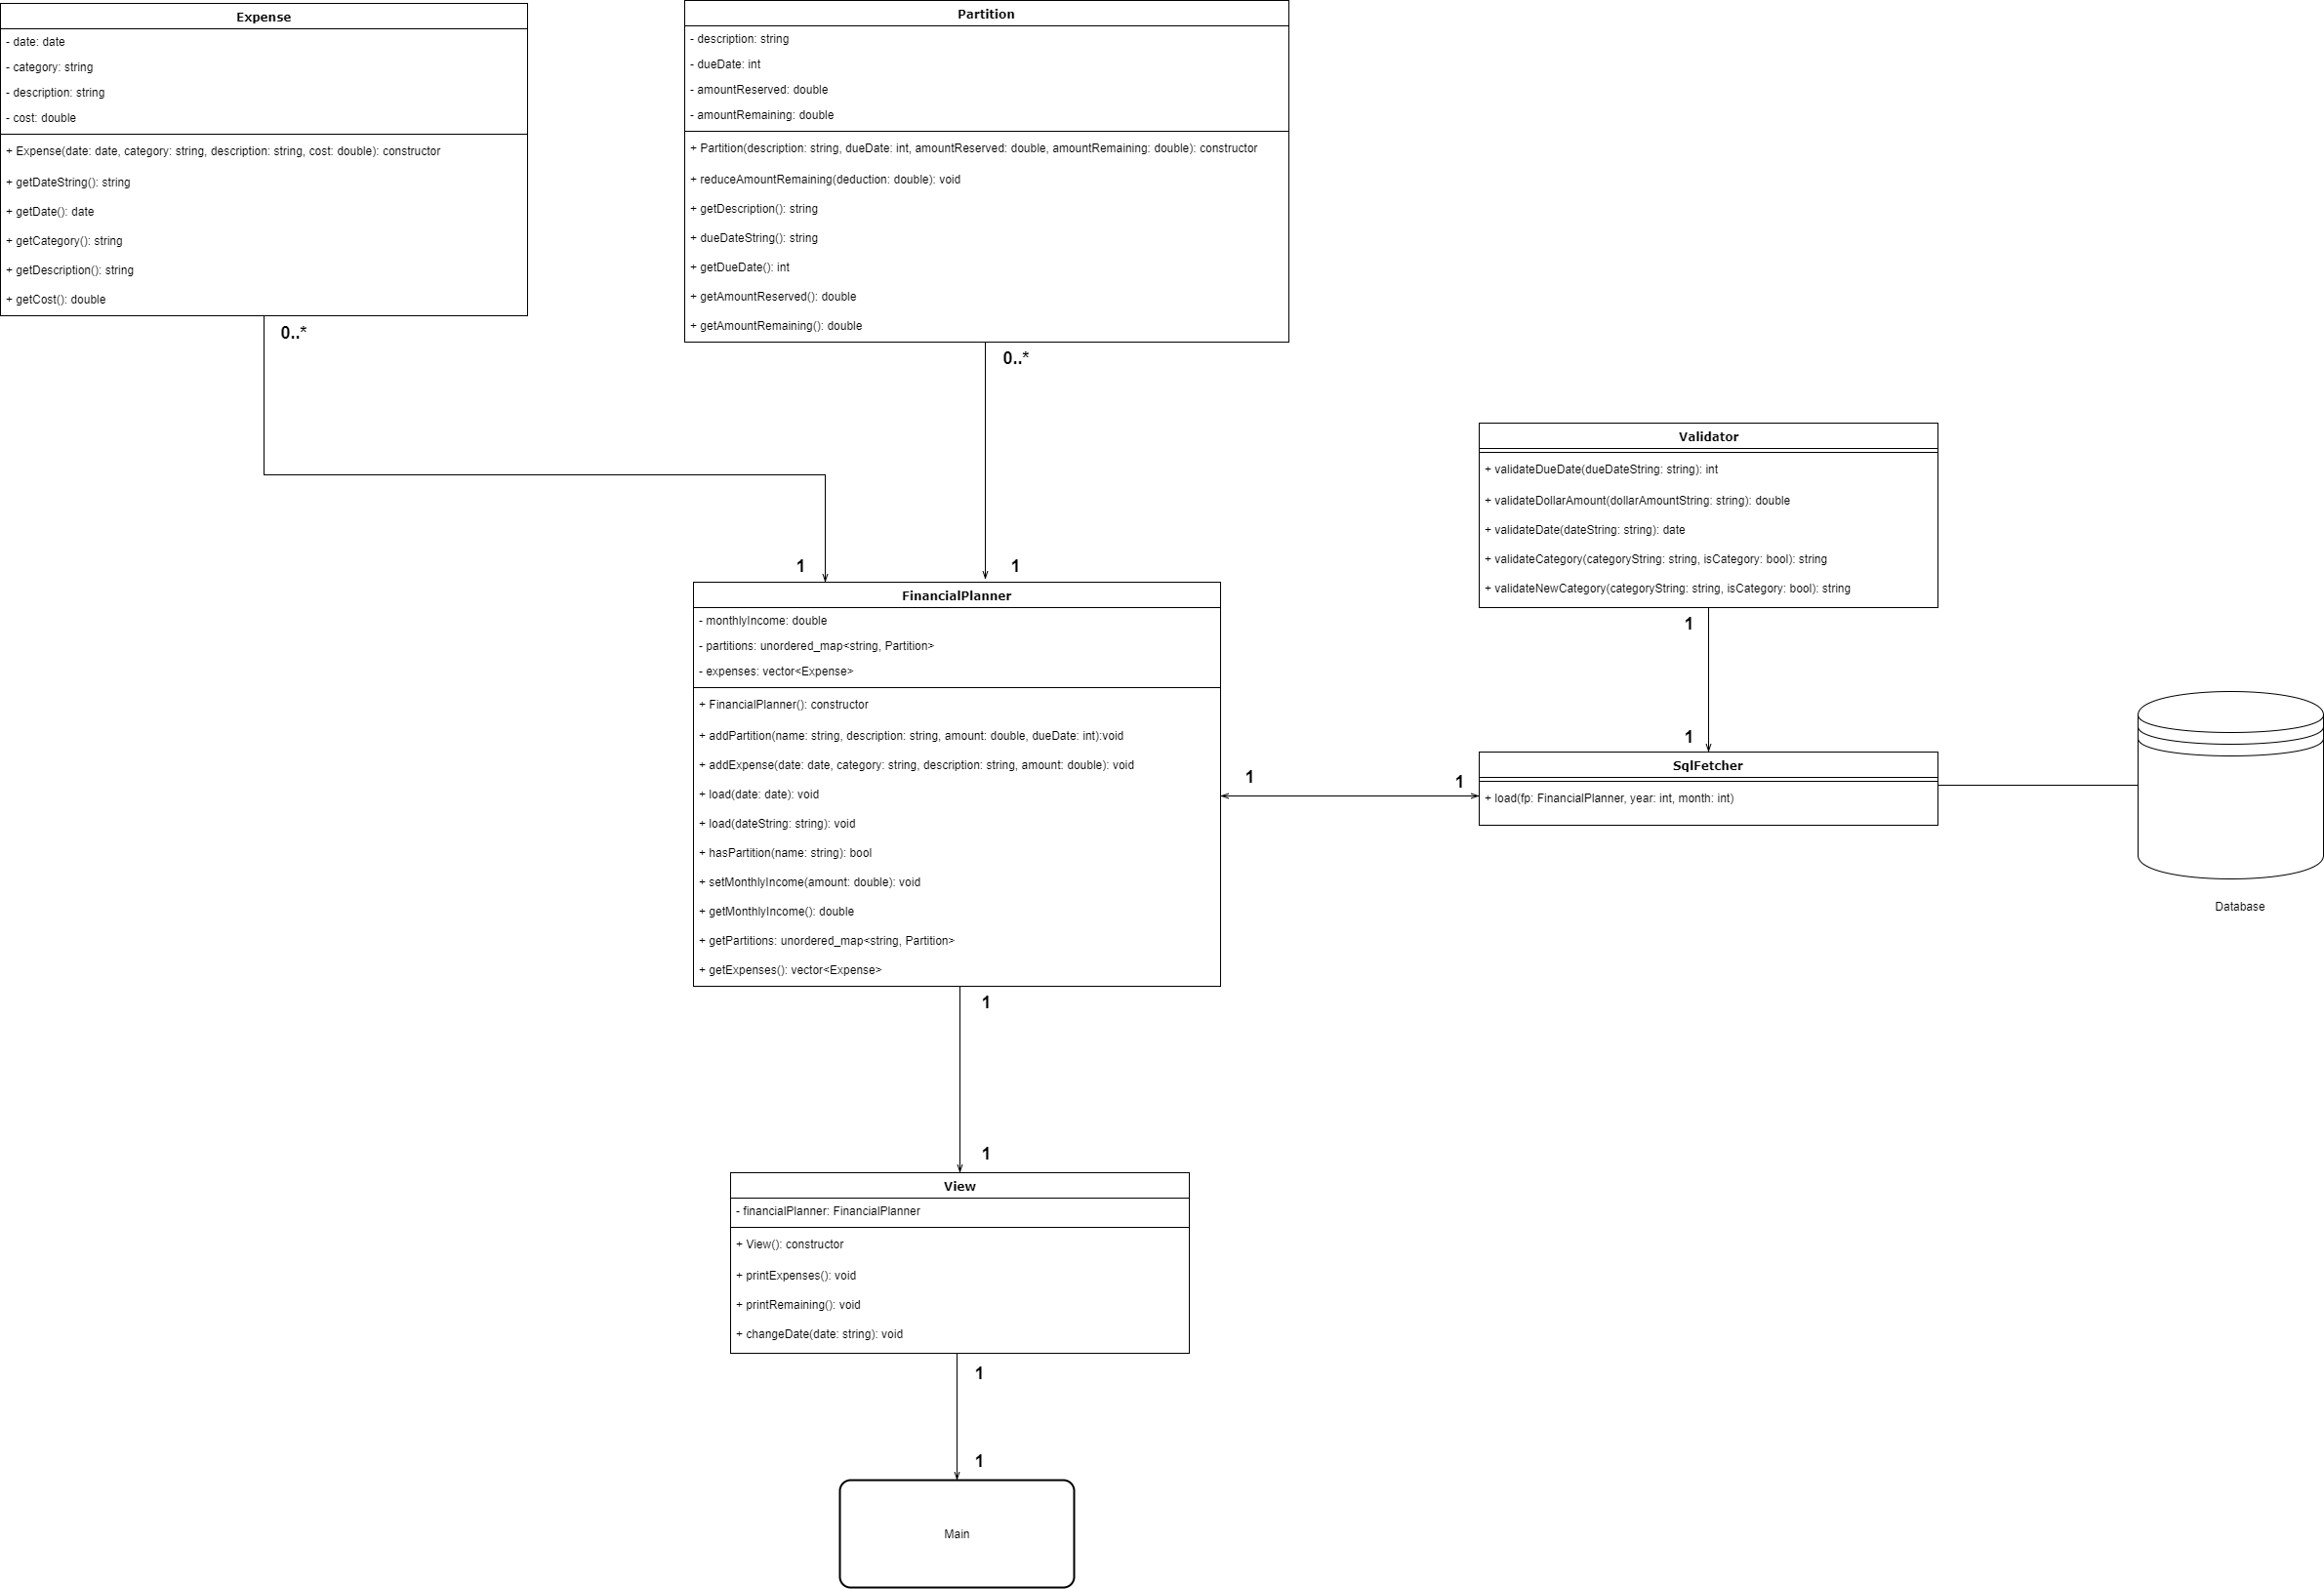 Expense
- date: date
- category: string
- description: string
- cost: double
+ Expense(date: date, category: string, description: string, cost: double): constructor
+ getDateString(): string
+ getDate(): date
+ getCategory(): string
+ getDescription(): string
+ getCost(): double
0..*
Partition
- description: string
- dueDate: int
- amountReserved: double
- amountRemaining: double
+ Partition(description: string, dueDate: int, amountReserved: double, amountRemaining: double): constructor
+ reduceAmountRemaining(deduction: double): void
+ getDescription(): string
+ dueDateString(): string
+ getDueDate(): int
+ getAmountReserved(): double
+ getAmountRemaining(): double
0..*
Validator
+ validateDueDate(dueDateString: string): int
+ validateDollarAmount(dollarAmountString: string): double
+ validateDate(dateString: string): date
+ validateCategory(categoryString: string, isCategory: bool): string
+ validateNewCategory(categoryString: string, isCategory: bool): string
1
1
1
1
FinancialPlanner
- monthlyIncome: double
- partitions: unordered_map<string, Partition>
- expenses: vector<Expense>
+ FinancialPlanner(): constructor
+ addPartition(name: string, description: string, amount: double, dueDate: int):void
+ addExpense(date: date, category: string, description: string, amount: double): void
+ load(date: date): void
+ load(dateString: string): void
+ hasPartition(name: string): bool
+ setMonthlyIncome(amount: double): void
+ getMonthlyIncome(): double
+ getPartitions: unordered_map<string, Partition>
+ getExpenses(): vector<Expense>
1
1
SqlFetcher
+ load(fp: FinancialPlanner, year: int, month: int)
Database
1
1
View
- financialPlanner: FinancialPlanner
+ View(): constructor
+ printExpenses(): void
+ printRemaining(): void
+ changeDate(date: string): void
1
1
Main